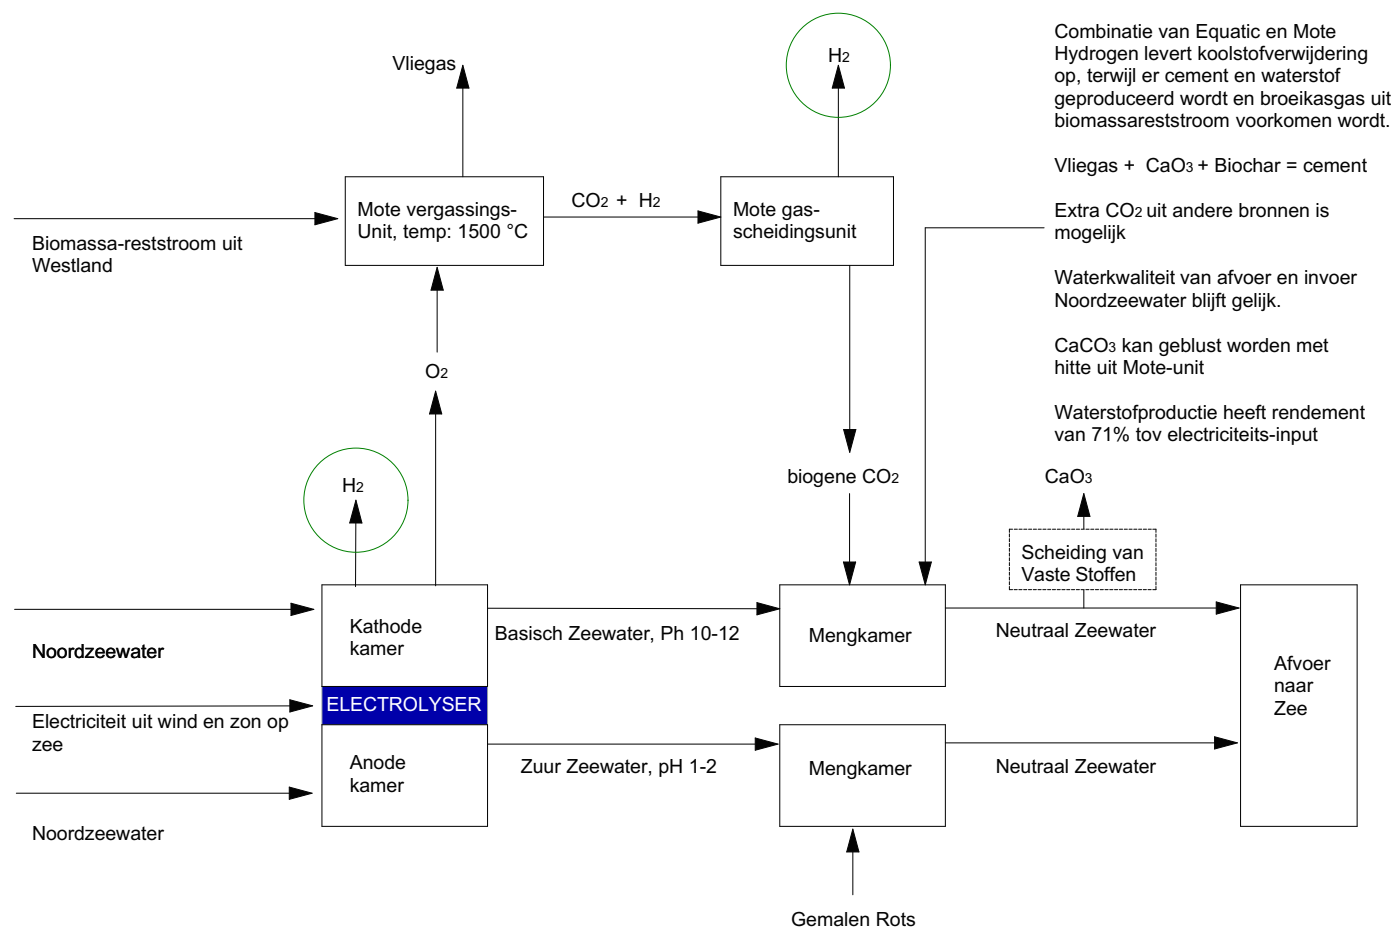 Combinatie van Equatic en Mote
Hydrogen levert koolstofverwijdering
op, terwijl er cement en waterstof
geproduceerd wordt en broeikasgas uit
biomassareststroom voorkomen wordt.
Vliegas + CaO3 + Biochar = cement
Extra CO2 uit andere bronnen is
mogelijk
Waterkwaliteit van afvoer en invoer
Noordzeewater blijft gelijk.
CaCO3 kan geblust worden met
hitte uit Mote-unit
Waterstofproductie heeft rendement
van 71% tov electriciteits-input
Vliegas
H2
Mote vergassings-
Unit, temp: 1500 °C
CO2 + H2
Mote gas-
scheidingsunit
Biomassa-reststroom uit
Westland
O2
H2
biogene CO2
CaO3
Scheiding van
Vaste Stoffen
Kathode
kamer
Basisch Zeewater, Ph 10-12
Mengkamer
Neutraal Zeewater
Noordzeewater
ELECTROLYSER
Electriciteit uit wind en zon op
zee
Afvoer
naar
Zee
Anode
kamer
Zuur Zeewater, pH 1-2
Mengkamer
Neutraal Zeewater
Noordzeewater
Gemalen Rots